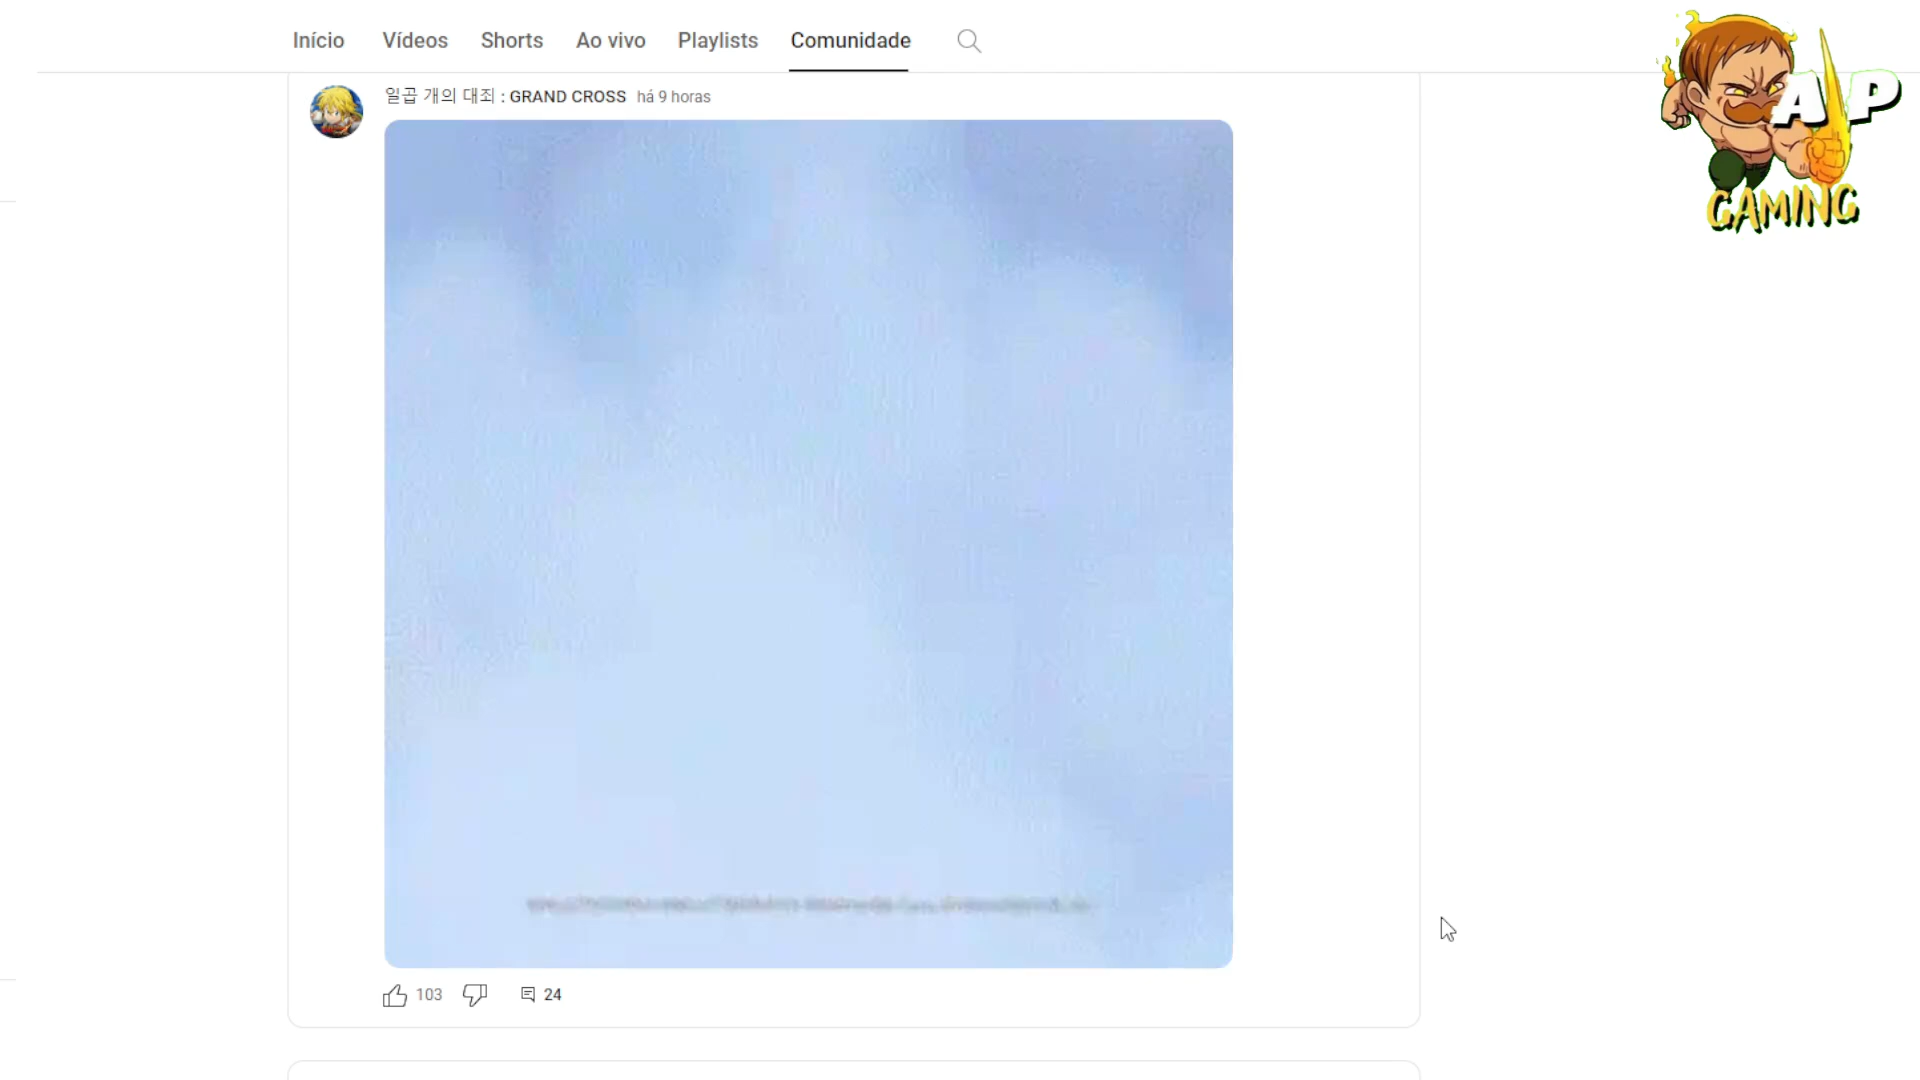 Início Vídeos Shorts Ao vivo Playlists Comunidade
일곱 개의 대죄 : GRAND CROSS há 9 horas
103 24
AP
GAMING